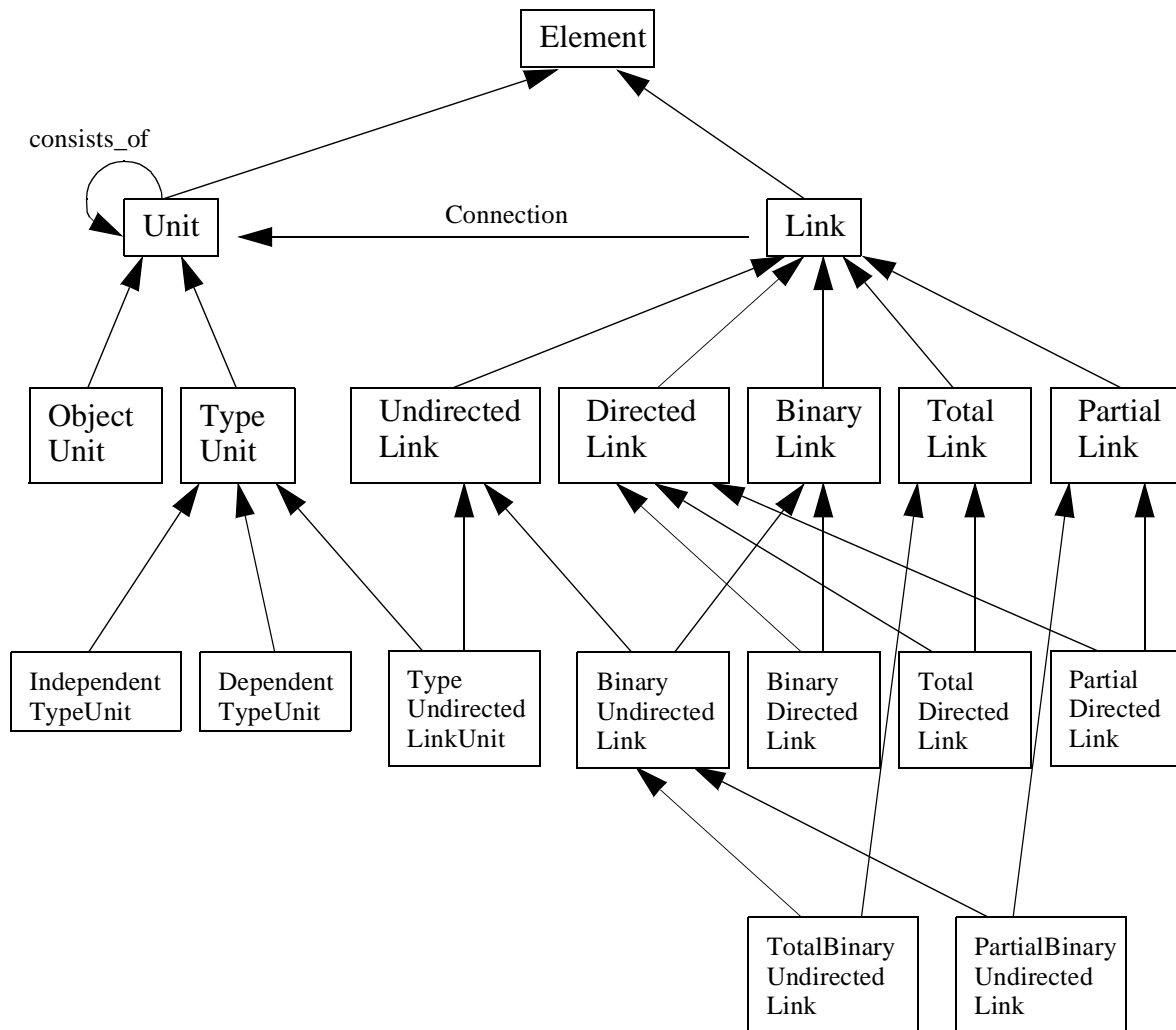 Element
consists_of
Unit
Connection
Link
Object
Unit
Type
Unit
Undirected
Link
Directed
Link
Binary
Link
Total
Link
Partial
Link
Independent
TypeUnit
Dependent
TypeUnit
Type
Undirected
LinkUnit
Binary
Undirected
Link
Binary
Directed
Link
Total
Directed
Link
Partial
Directed
Link
TotalBinary
Undirected
Link
PartialBinary
Undirected
Link